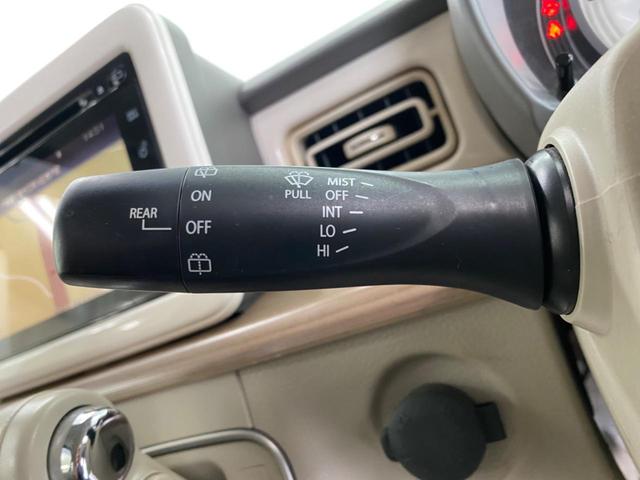 ON
REAR
OFF
PULL
MIST
OFF
INT
LO
HI